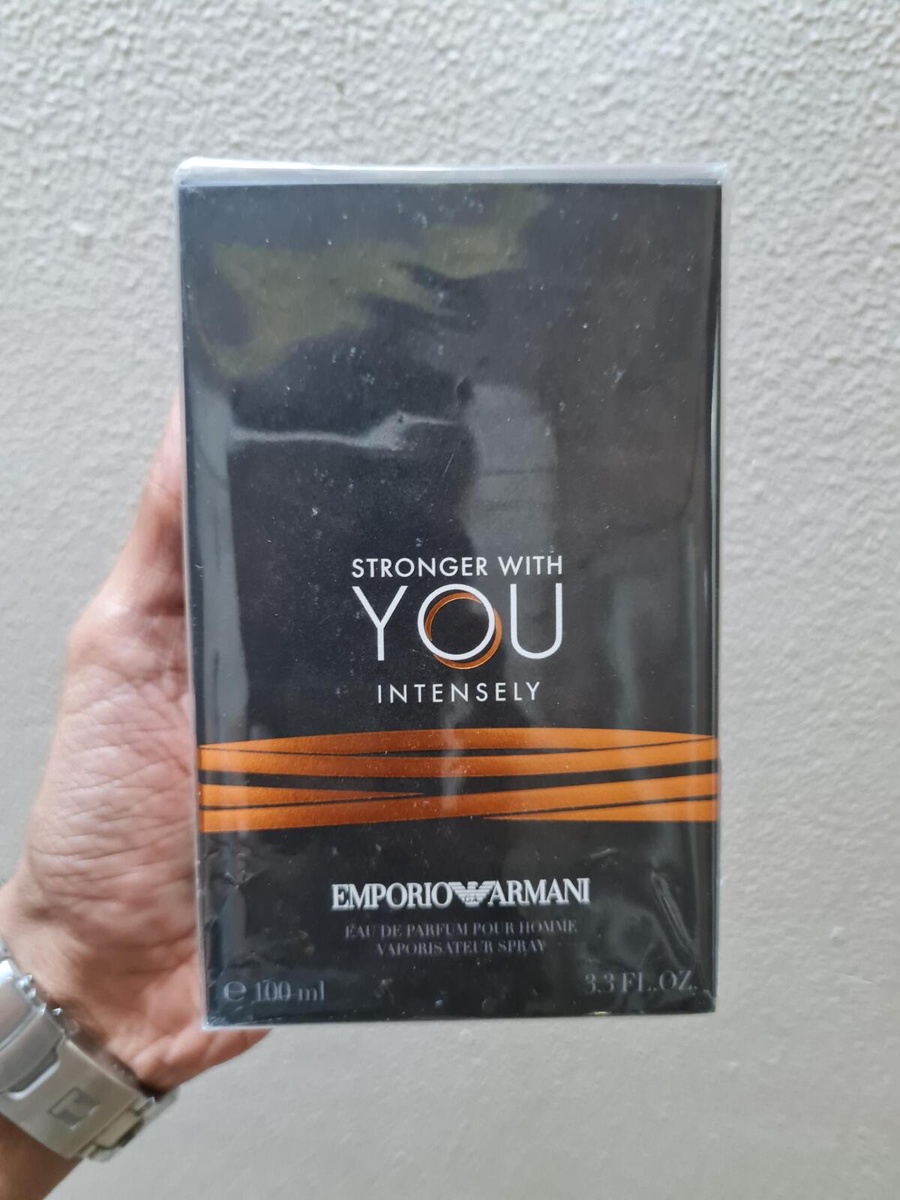 STRONGER WITH
YOU
INTENSELY
EMPORIO ARMANI
EAU DE PARFUM POUR HOMME
VAPORISATEUR SPRAY
e 100 ml 3.3 FL.OZ.